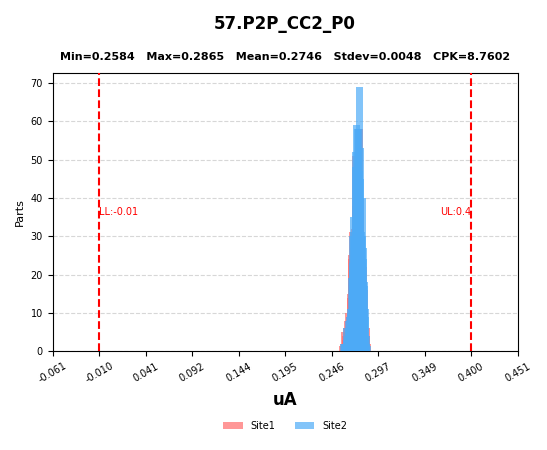 57.P2P_CC2_P0
Min=0.2584   Max=0.2865   Mean=0.2746   Stdev=0.0048   CPK=8.7602
70
60
50
40
30
20
10
0
Parts
LL:-0.01
UL:0.4
-0.061 -0.010 0.041 0.092 0.144 0.195 0.246 0.297 0.349 0.400 0.451
uA
Site1 Site2